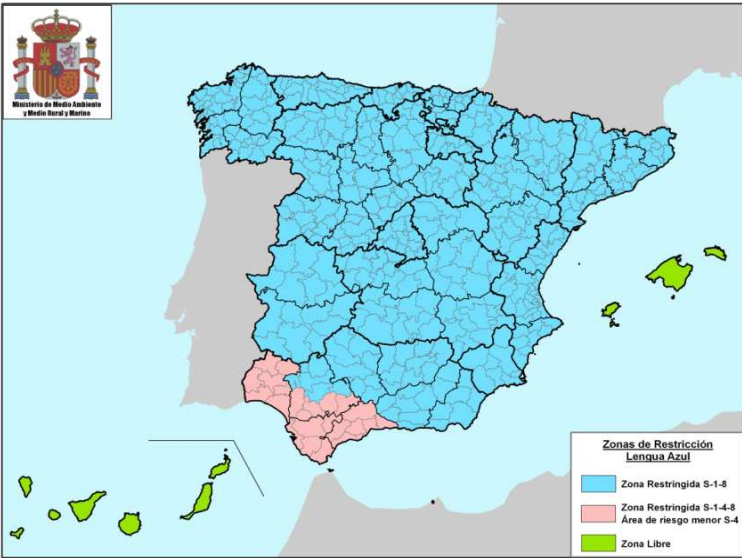 Ministerio de Medio Ambiente
y Medio Rural y Marino
Zonas de Restricción
Lengua Azul
Zona Restringida S-1-8
Zona Restringida S-1-4-8
Área de riesgo menor S-4
Zona Libre